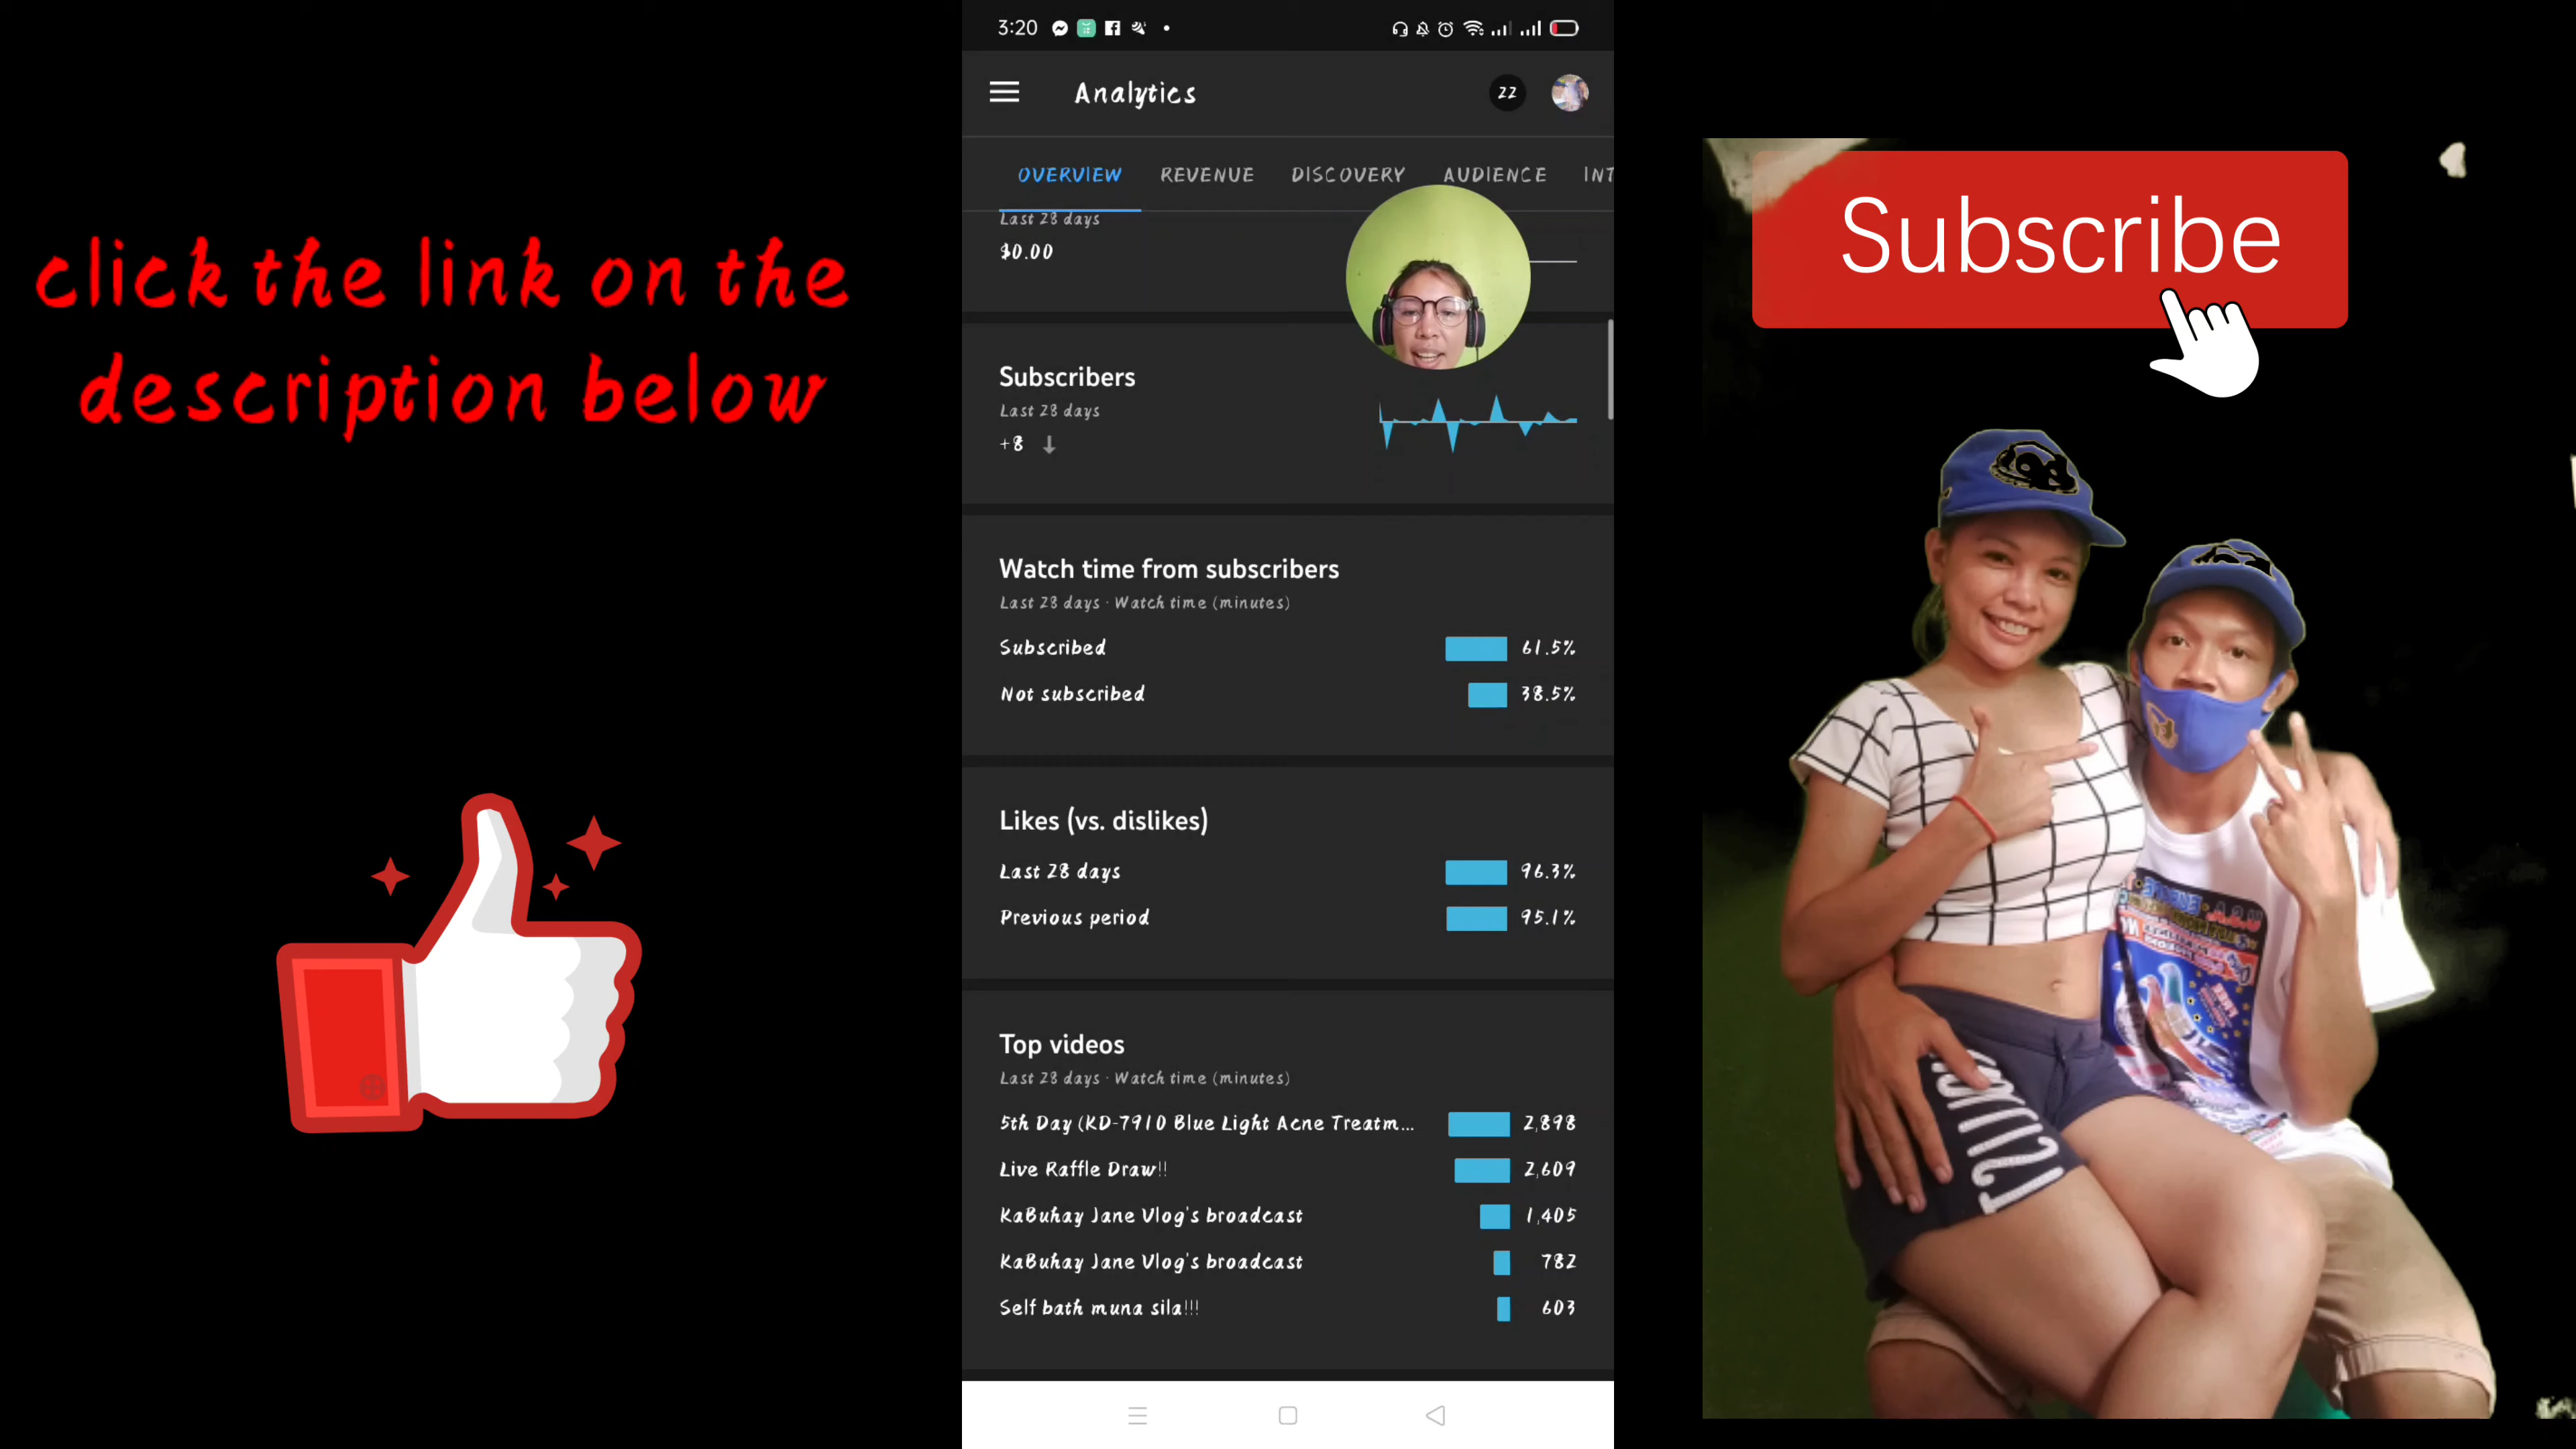 click the link on the
description below
3:20
Analytics
22
OVERVIEW REVENUE DISCOVERY AUDIENCE INT
Last 28 days
$0.00
Subscribers
Last 28 days
+8
Watch time from subscribers
Last 28 days · Watch time (minutes)
Subscribed 61.5%
Not subscribed 38.5%
Likes (vs. dislikes)
Last 28 days 96.3%
Previous period 95.1%
Top videos
Last 28 days · Watch time (minutes)
5th Day (KD-7910 Blue Light Acne Treatm... 2,898
Live Raffle Draw!! 2,609
KaBuhay Jane Vlog's broadcast 1,405
KaBuhay Jane Vlog's broadcast 782
Self bath muna sila!!! 603
Subscribe